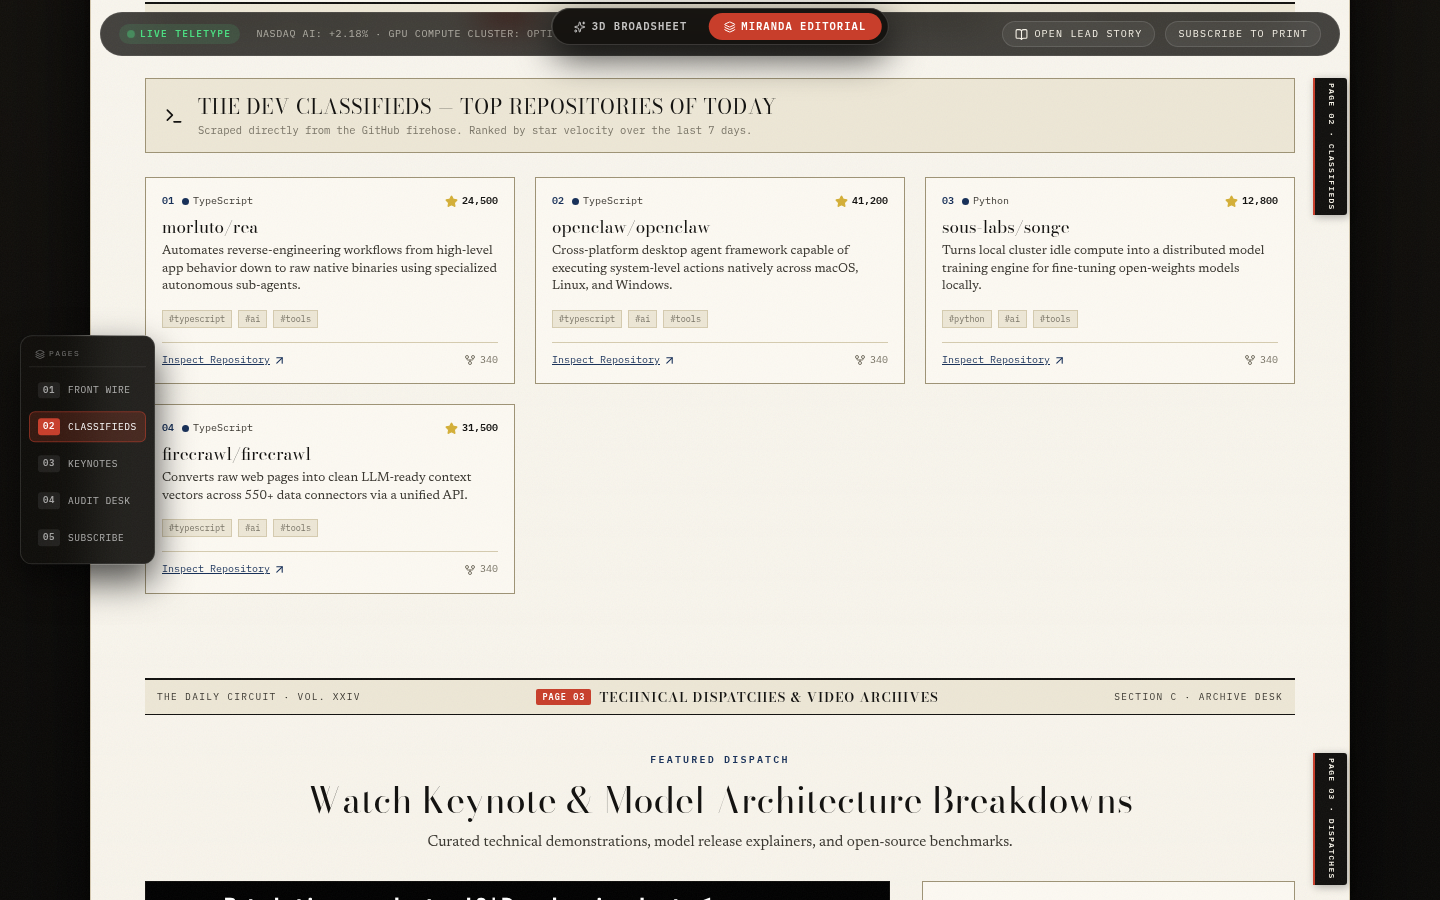 LIVE TELETYPE
NASDAQ AI: +2.18% · GPU COMPUTE CLUSTER: OPTI
3D BROADSHEET
MIRANDA EDITORIAL
OPEN LEAD STORY
SUBSCRIBE TO PRINT
THE DEV CLASSIFIEDS — TOP REPOSITORIES OF TODAY
Scraped directly from the GitHub firehose. Ranked by star velocity over the last 7 days.
PAGE 02 · CLASSIFIEDS
01 TypeScript 24,500
morluto/rea
Automates reverse-engineering workflows from high-level
app behavior down to raw native binaries using specialized
autonomous sub-agents.
#typescript #ai #tools
Inspect Repository 340
02 TypeScript 41,200
openclaw/openclaw
Cross-platform desktop agent framework capable of
executing system-level actions natively across macOS,
Linux, and Windows.
#typescript #ai #tools
Inspect Repository 340
03 Python 12,800
sous-labs/songe
Turns local cluster idle compute into a distributed model
training engine for fine-tuning open-weights models
locally.
#python #ai #tools
Inspect Repository 340
PAGES
01 FRONT WIRE
02 CLASSIFIEDS
03 KEYNOTES
04 AUDIT DESK
05 SUBSCRIBE
04 TypeScript 31,500
firecrawl/firecrawl
Converts raw web pages into clean LLM-ready context
vectors across 550+ data connectors via a unified API.
#typescript #ai #tools
Inspect Repository 340
THE DAILY CIRCUIT · VOL. XXIV
PAGE 03 TECHNICAL DISPATCHES & VIDEO ARCHIVES
SECTION C · ARCHIVE DESK
FEATURED DISPATCH
Watch Keynote & Model Architecture Breakdowns
Curated technical demonstrations, model release explainers, and open-source benchmarks.
PAGE 03 · DISPATCHES